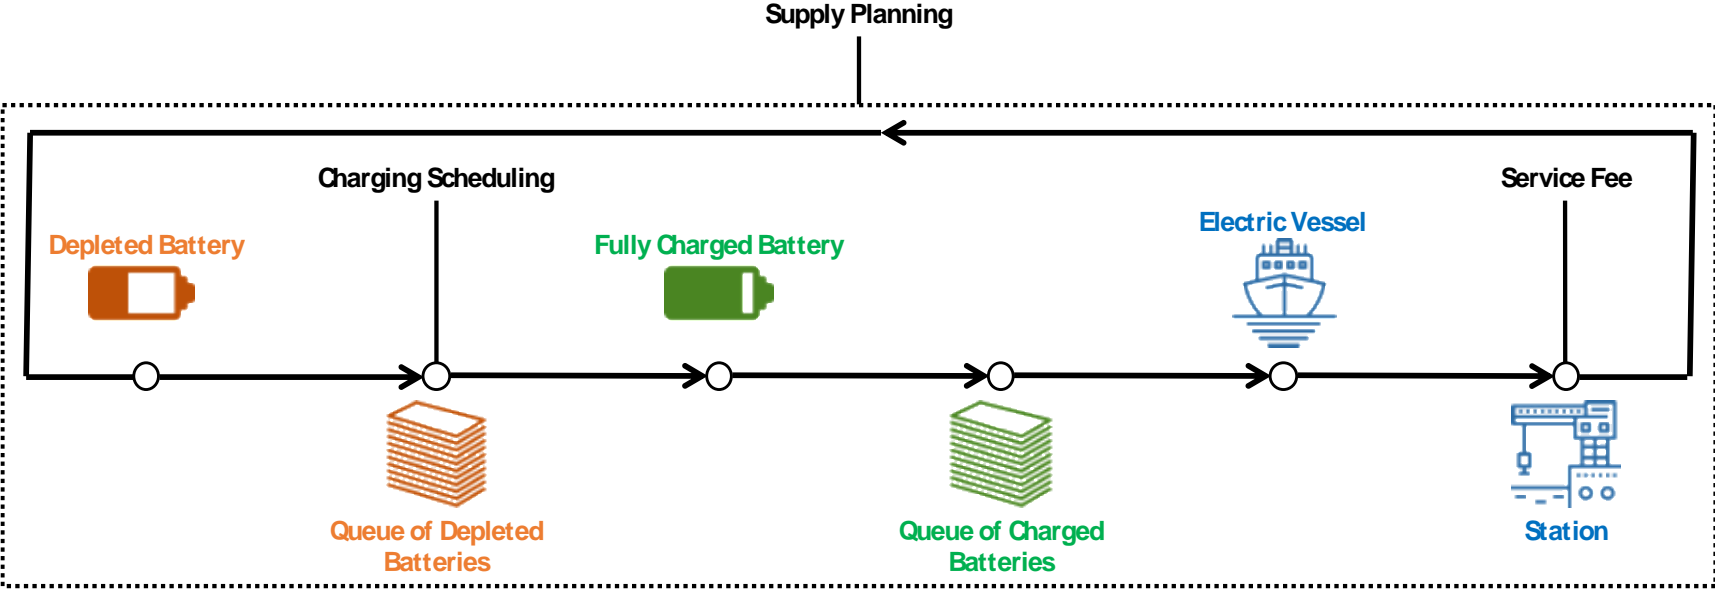 Supply Planning
Charging Scheduling
Service Fee
Electric Vessel
Depleted Battery
Fully Charged Battery
Queue of Depleted
Batteries
Queue of Charged
Batteries
Station